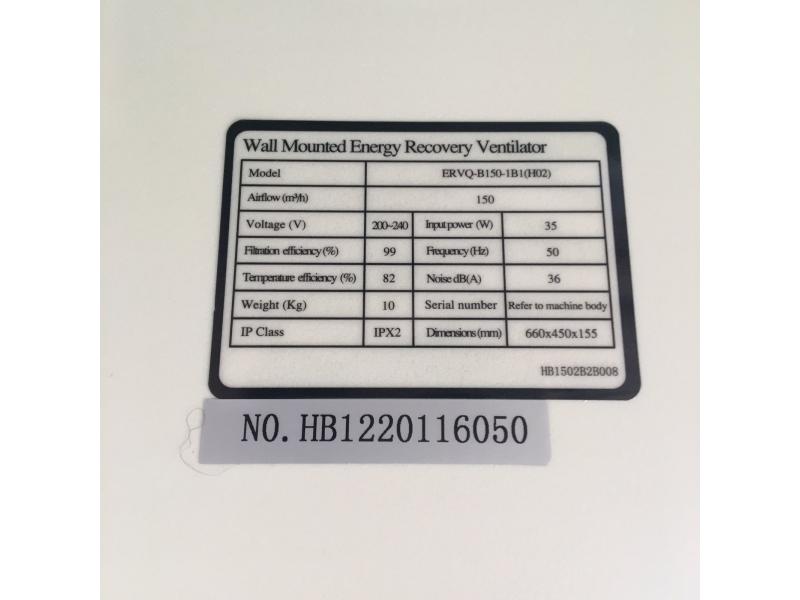 Wall Mounted Energy Recovery Ventilator
Model ERVQ-B150-1B1(H02)
Airflow (m³/h) 150
Voltage (V) 200~240 Input power (W) 35
Filtration efficiency(%) 99 Frequency(Hz) 50
Temperature efficiency (%) 82 Noise dB(A) 36
Weight (Kg) 10 Serial number Refer to machine body
IP Class IPX2 Dimensions(mm) 660x450x155
HB1502B2B008
NO.HB1220116050